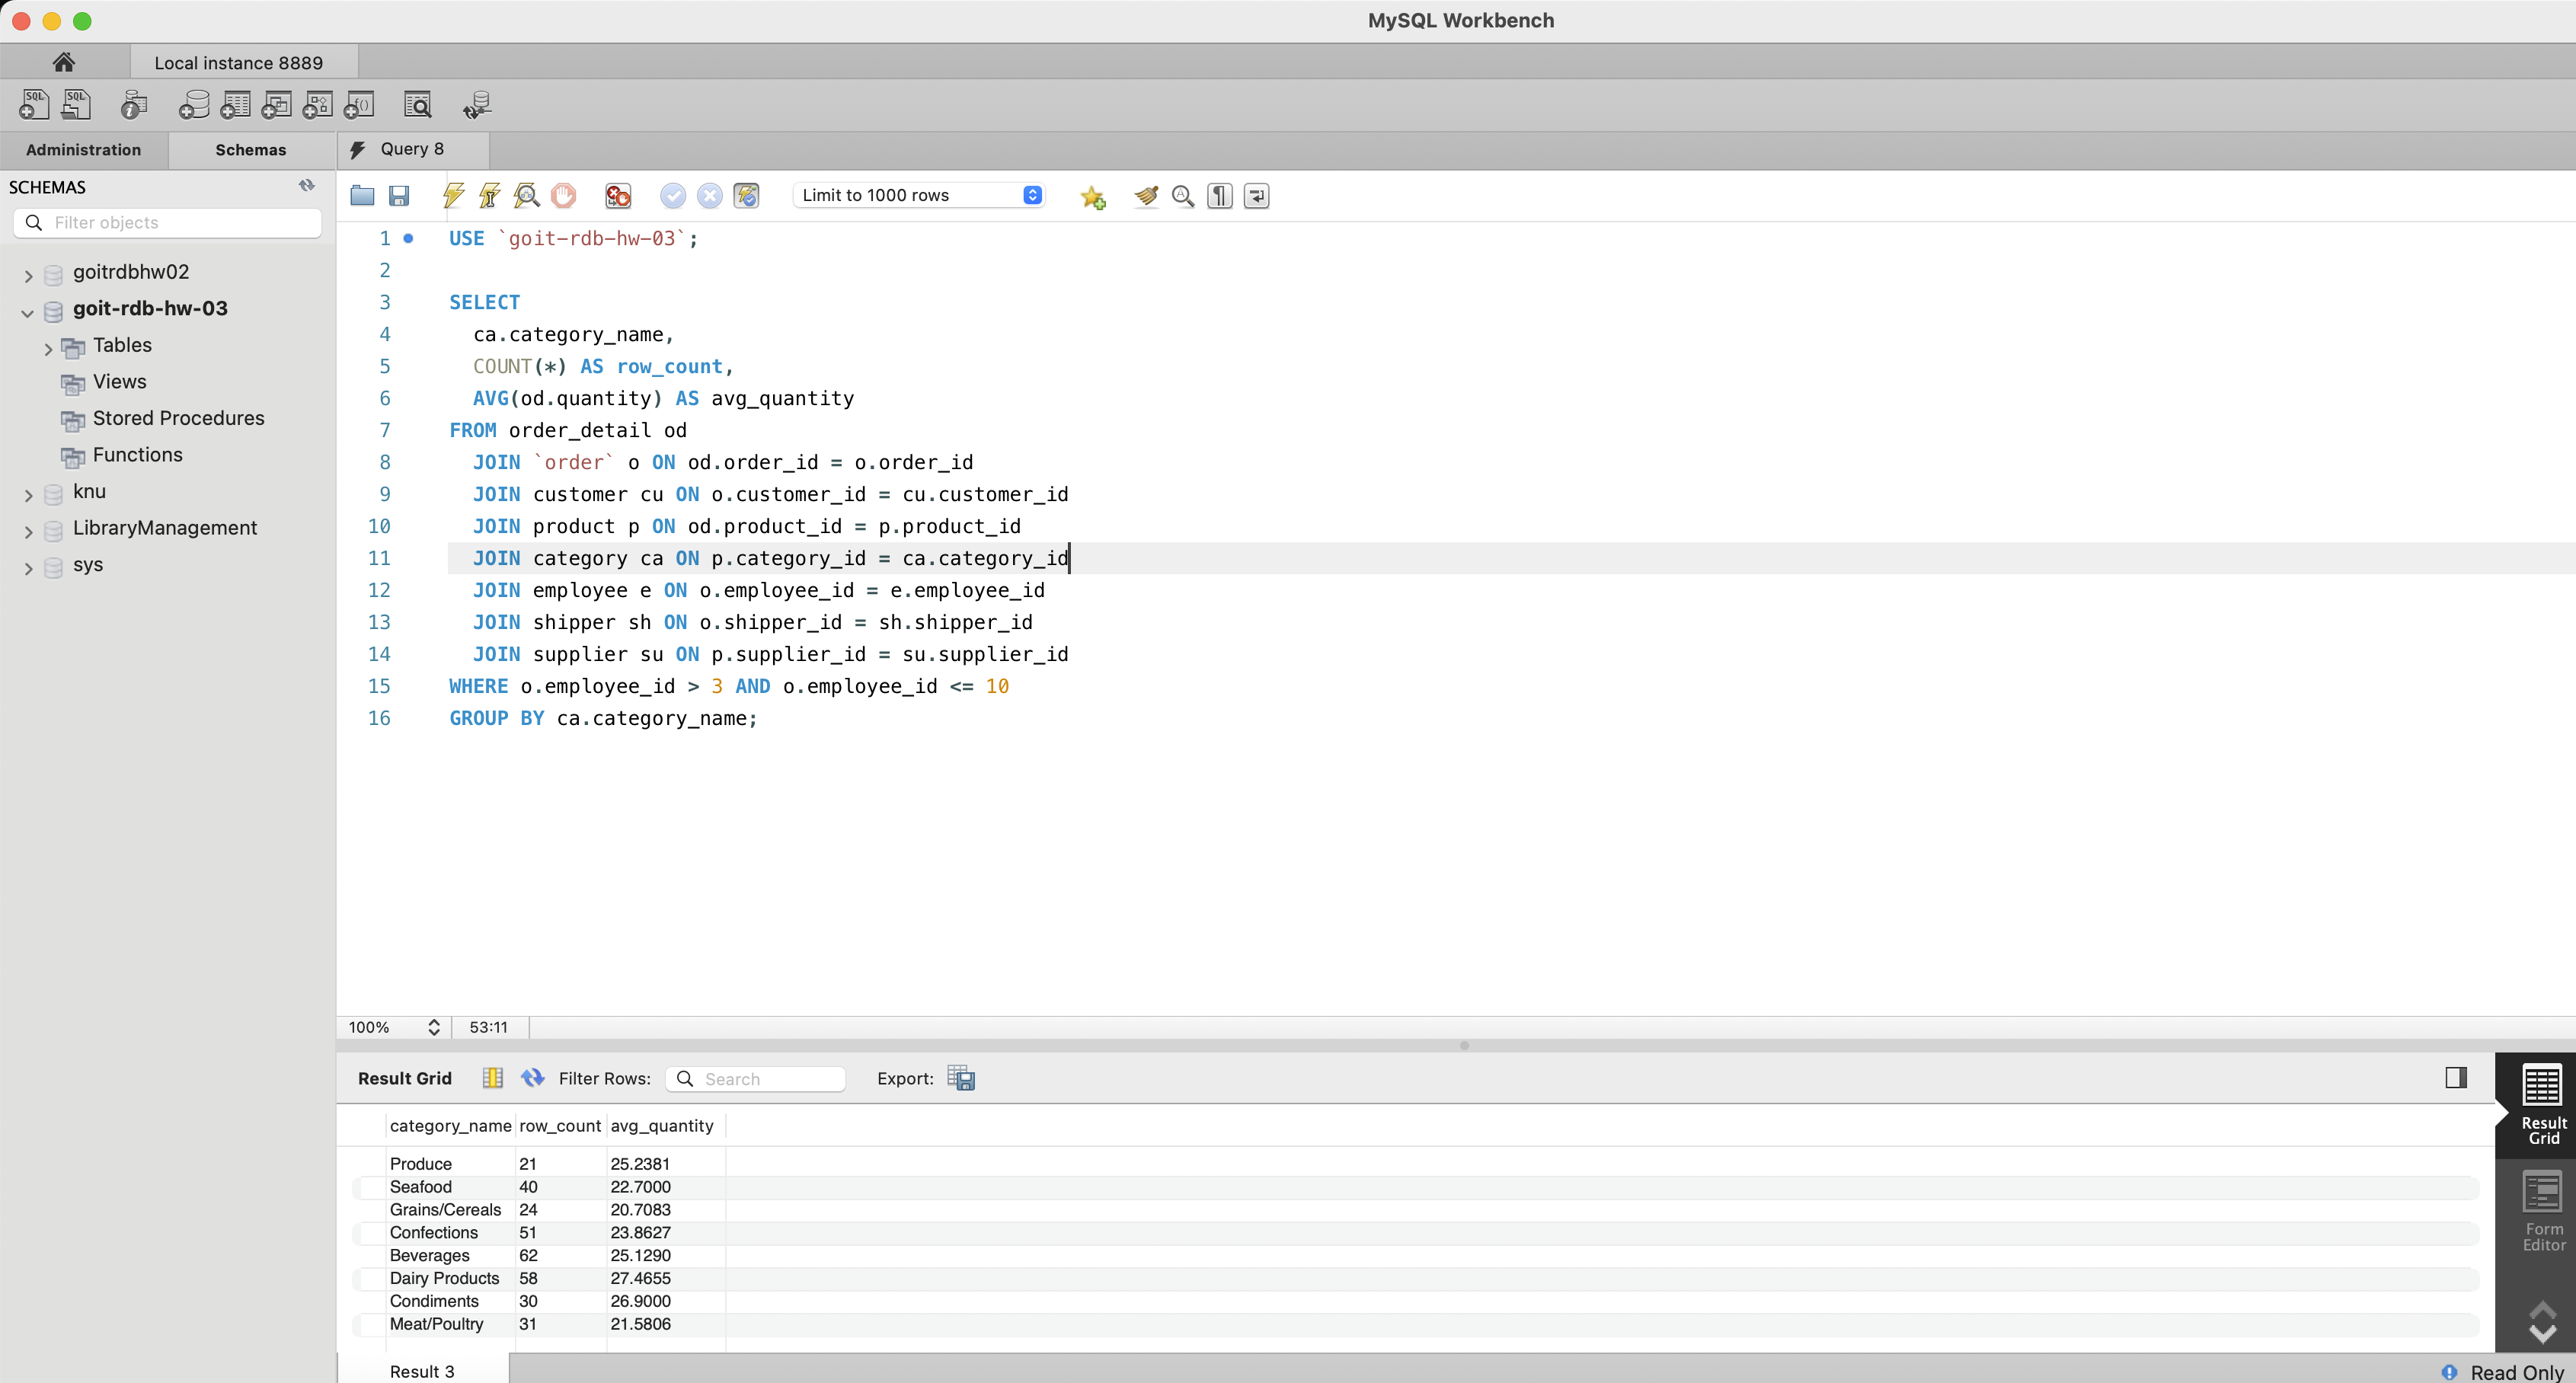 MySQL Workbench
Local instance 8889
SQL SQL i f()
Administration Schemas Query 8
SCHEMAS
Limit to 1000 rows
Filter objects
goitrdbhw02
goit-rdb-hw-03
Tables
Views
Stored Procedures
Functions
knu
LibraryManagement
sys
1 USE `goit-rdb-hw-03`;
2
3 SELECT
4 ca.category_name,
5 COUNT(*) AS row_count,
6 AVG(od.quantity) AS avg_quantity
7 FROM order_detail od
8 JOIN `order` o ON od.order_id = o.order_id
9 JOIN customer cu ON o.customer_id = cu.customer_id
10 JOIN product p ON od.product_id = p.product_id
11 JOIN category ca ON p.category_id = ca.category_id
12 JOIN employee e ON o.employee_id = e.employee_id
13 JOIN shipper sh ON o.shipper_id = sh.shipper_id
14 JOIN supplier su ON p.supplier_id = su.supplier_id
15 WHERE o.employee_id > 3 AND o.employee_id <= 10
16 GROUP BY ca.category_name;
100% 53:11
Result Grid Filter Rows: Search Export:
category_name row_count avg_quantity
Produce 21 25.2381
Seafood 40 22.7000
Grains/Cereals 24 20.7083
Confections 51 23.8627
Beverages 62 25.1290
Dairy Products 58 27.4655
Condiments 30 26.9000
Meat/Poultry 31 21.5806
Result
Grid
Form
Editor
Result 3
Read Only